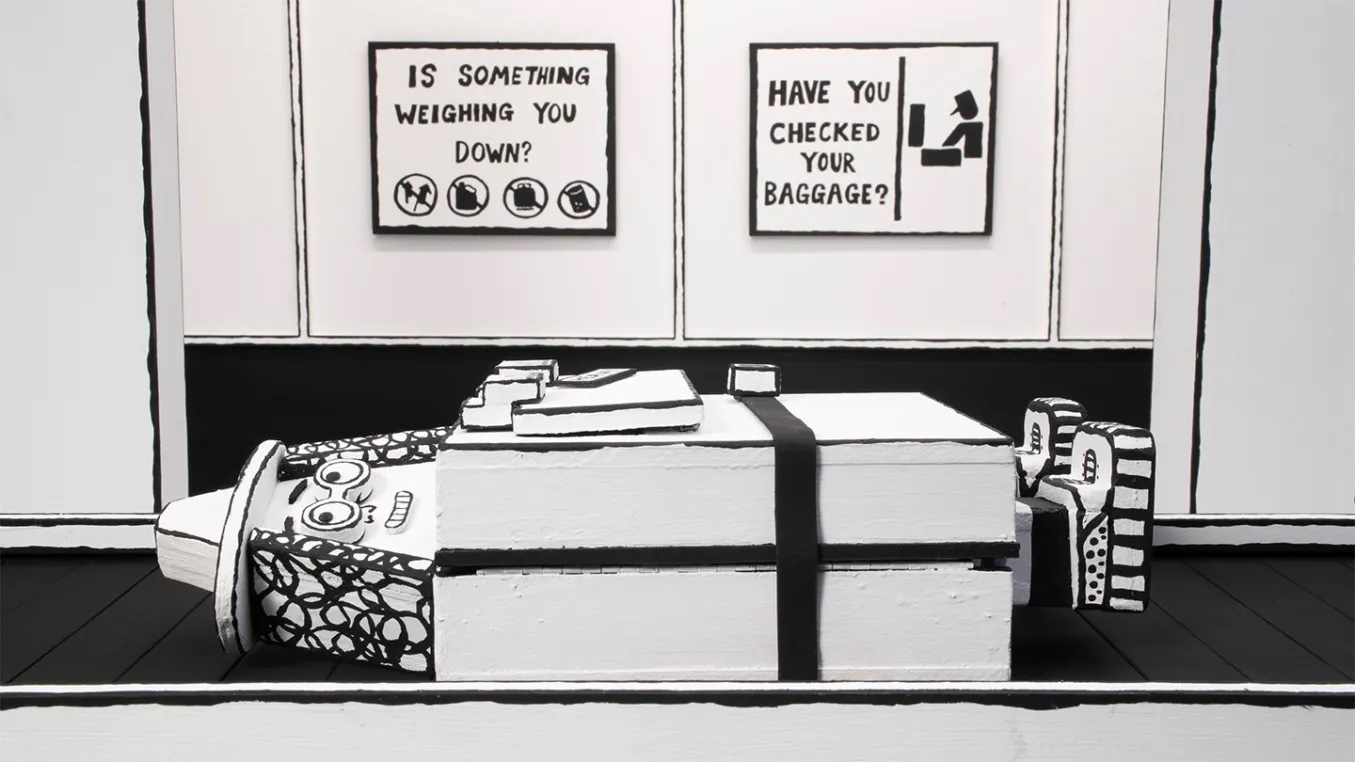 IS SOMETHING
WEIGHING YOU
DOWN?
HAVE YOU
CHECKED
YOUR
BAGGAGE?